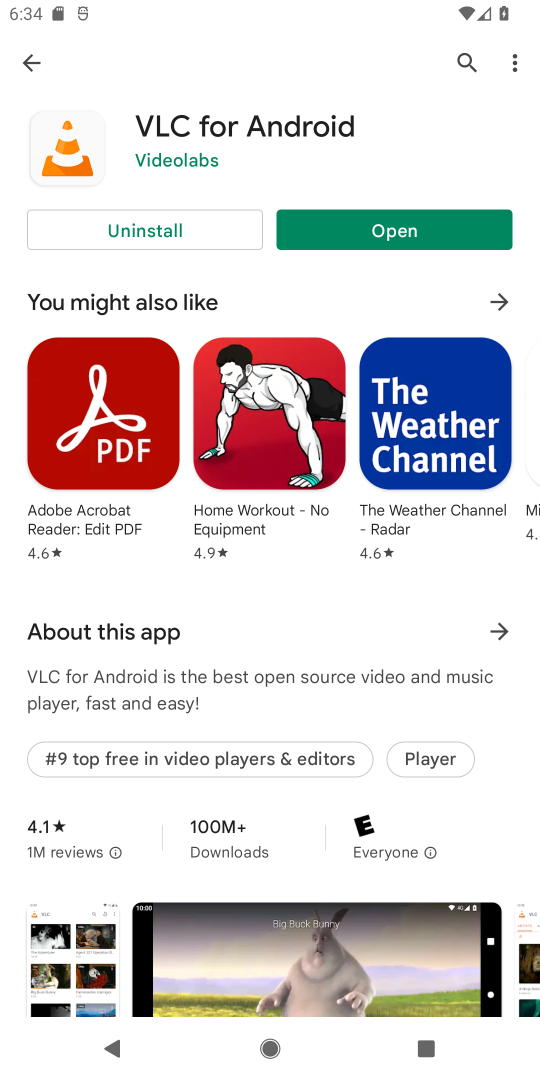 6:34
VLC for Android
Videolabs
Uninstall
Open
You might also like
PDF
The
Weather
Channel
Adobe Acrobat
Reader: Edit PDF
4.6★
Home Workout - No
Equipment
4.9★
The Weather Channel
- Radar
4.6★
Mi
4.
About this app
VLC for Android is the best open source video and music
player, fast and easy!
#9 top free in video players & editors
Player
4.1★
1M reviews
100M+
Downloads
E
Everyone
VLC
10:00
Big Buck Bunny
VLC